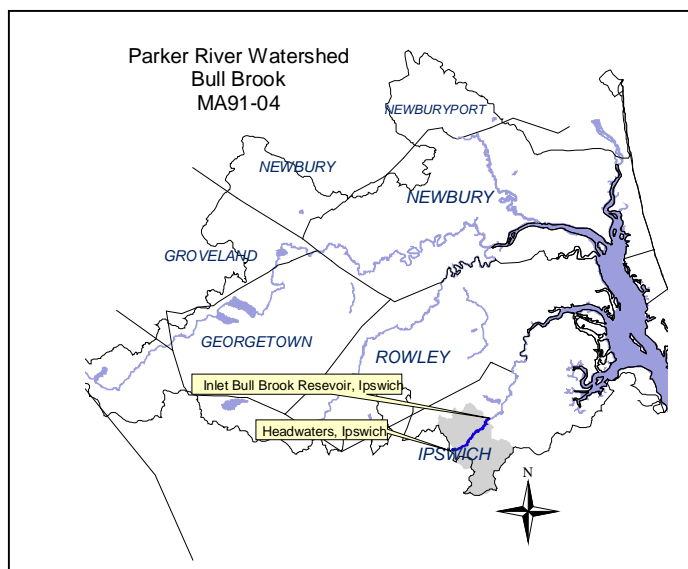 Parker River Watershed
Bull Brook
MA91-04
NEWBURYPORT
NEWBURY
NEWBURY
GROVELAND
GEORGETOWN
ROWLEY
Inlet Bull Brook Resevoir, Ipswich
Headwaters, Ipswich
IPSWICH
N